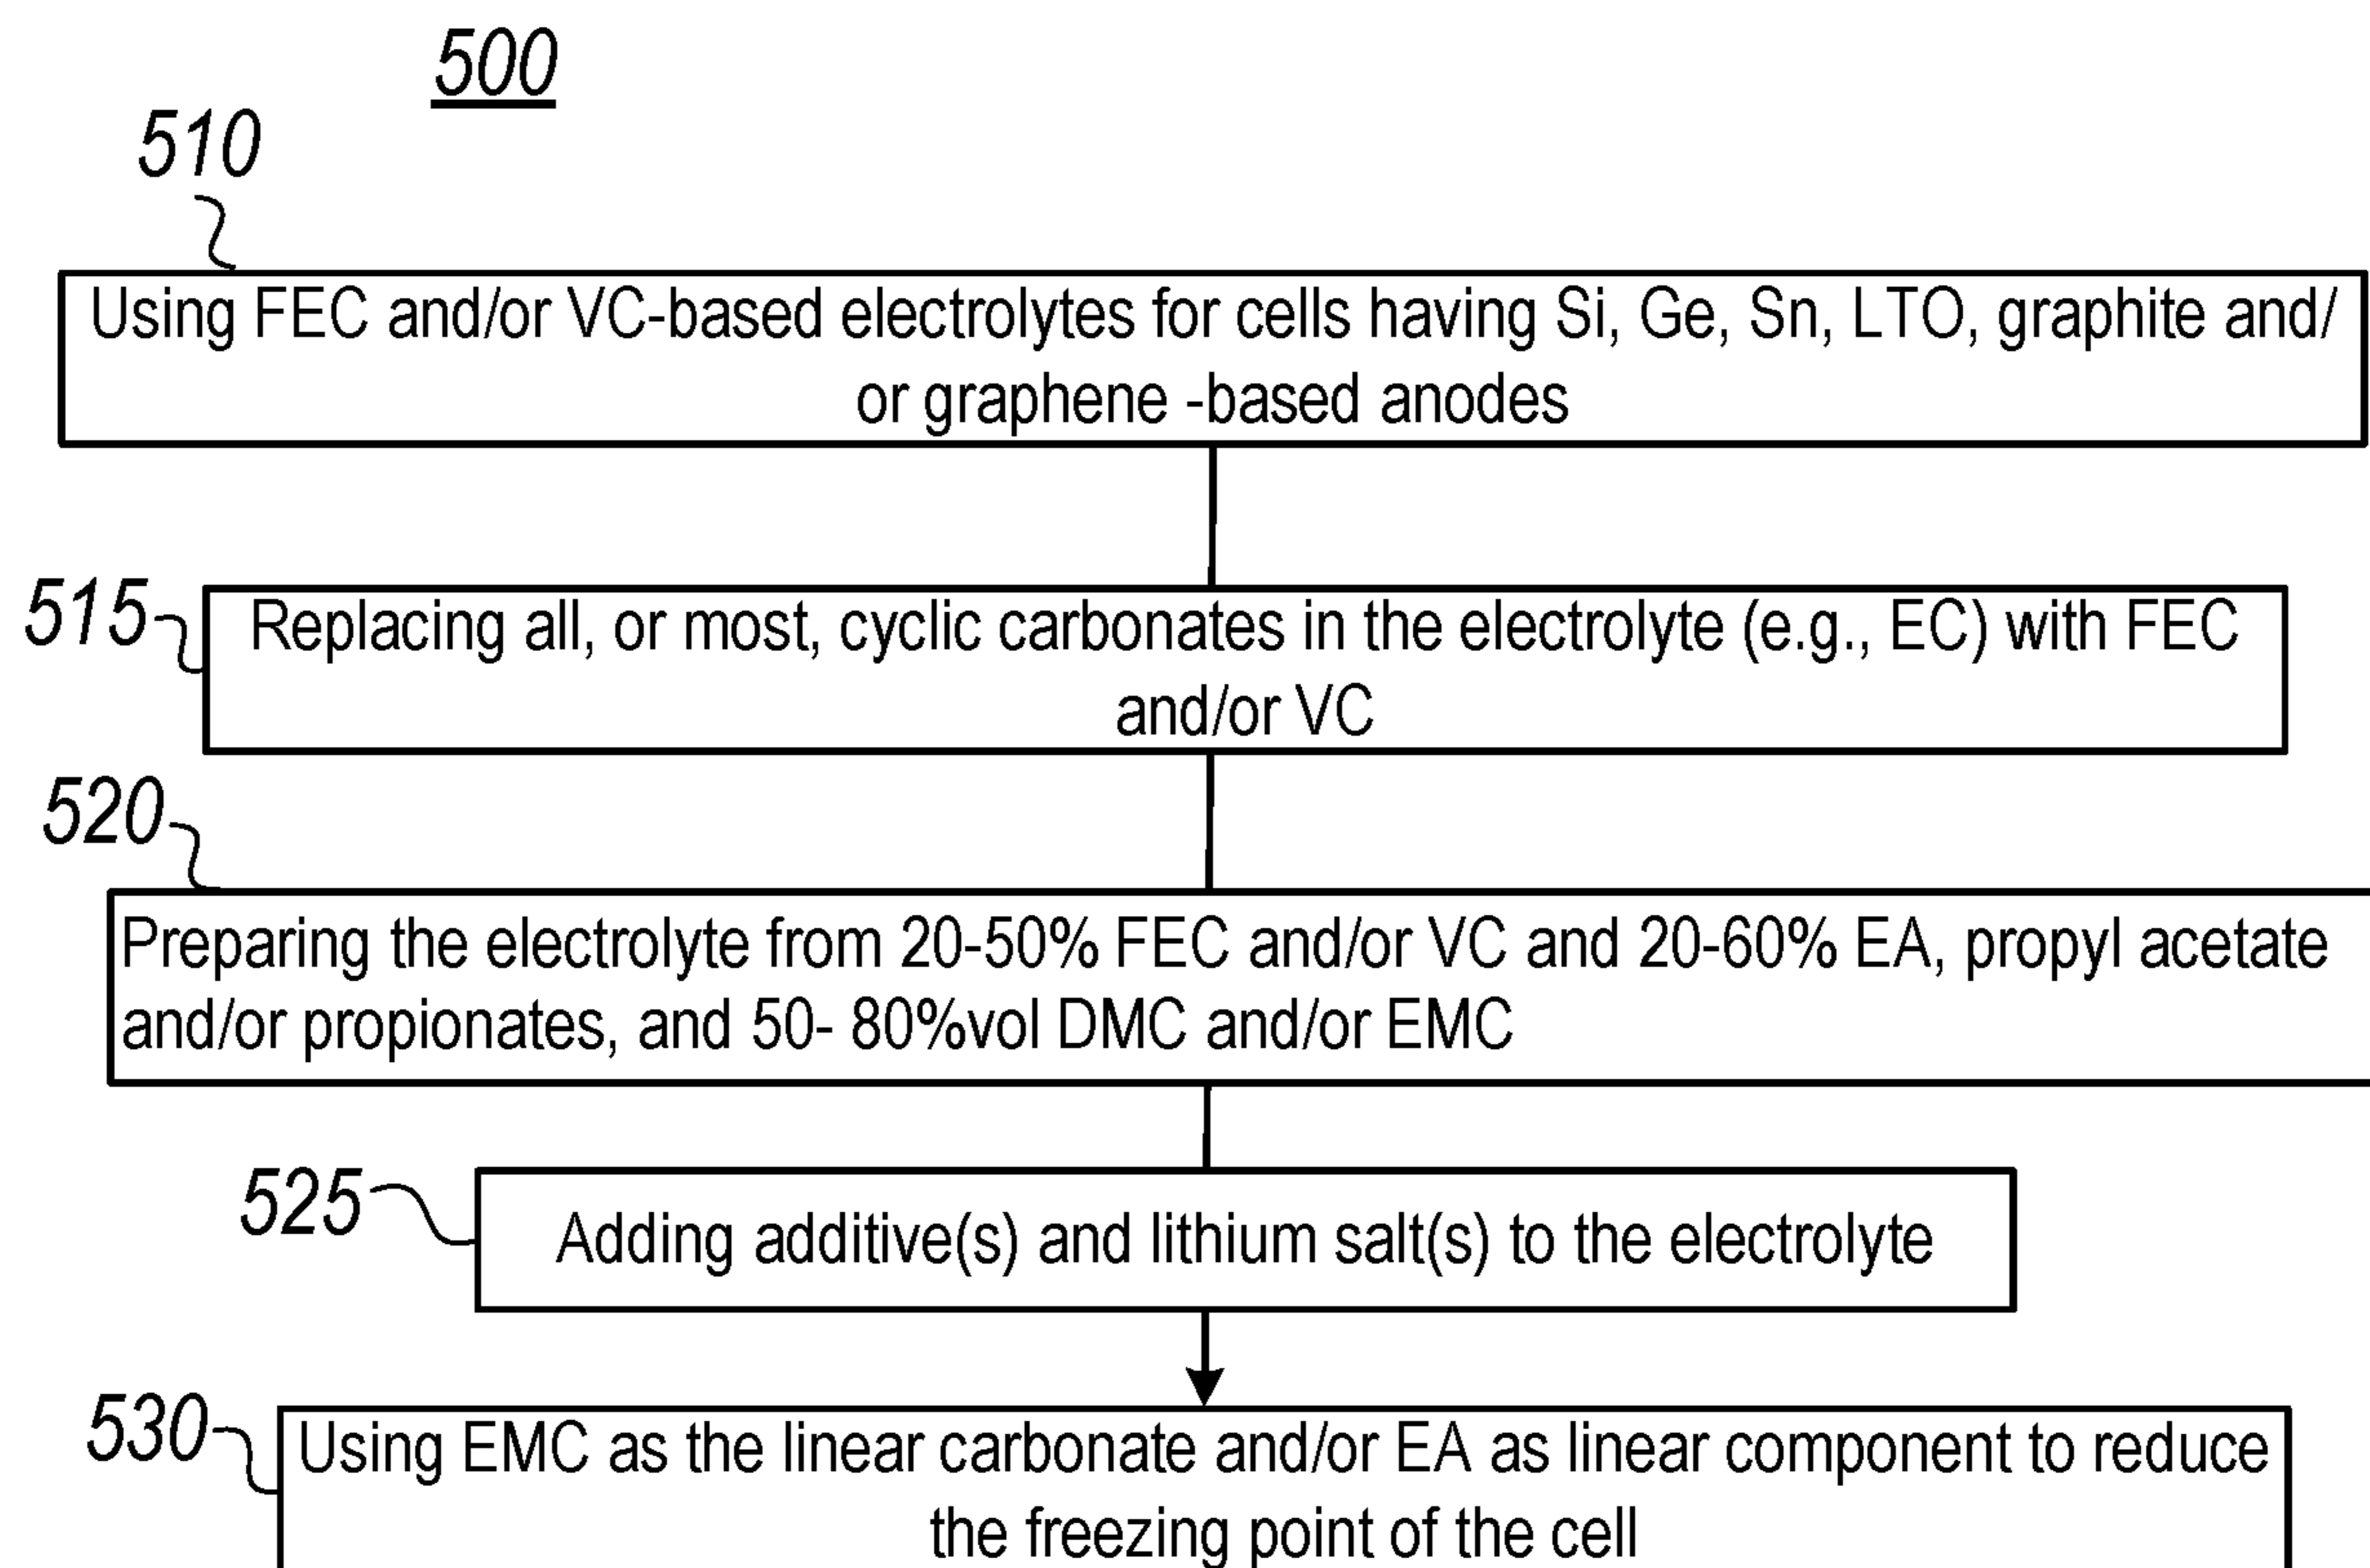 500
510
Using FEC and/or VC-based electrolytes for cells having Si, Ge, Sn, LTO, graphite and/
or graphene -based anodes
515
Replacing all, or most, cyclic carbonates in the electrolyte (e.g., EC) with FEC
and/or VC
520
Preparing the electrolyte from 20-50% FEC and/or VC and 20-60% EA, propyl acetate
and/or propionates, and 50- 80%vol DMC and/or EMC
525
Adding additive(s) and lithium salt(s) to the electrolyte
530
Using EMC as the linear carbonate and/or EA as linear component to reduce
the freezing point of the cell